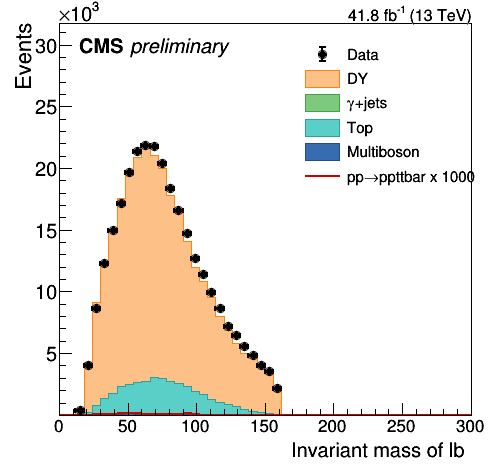 ×10³
41.8 fb⁻¹ (13 TeV)
CMS preliminary
Events
30
25
20
15
10
5
Data
DY
γ+jets
Top
Multiboson
pp→ppttbar x 1000
0 50 100 150 200 250 300
Invariant mass of lb